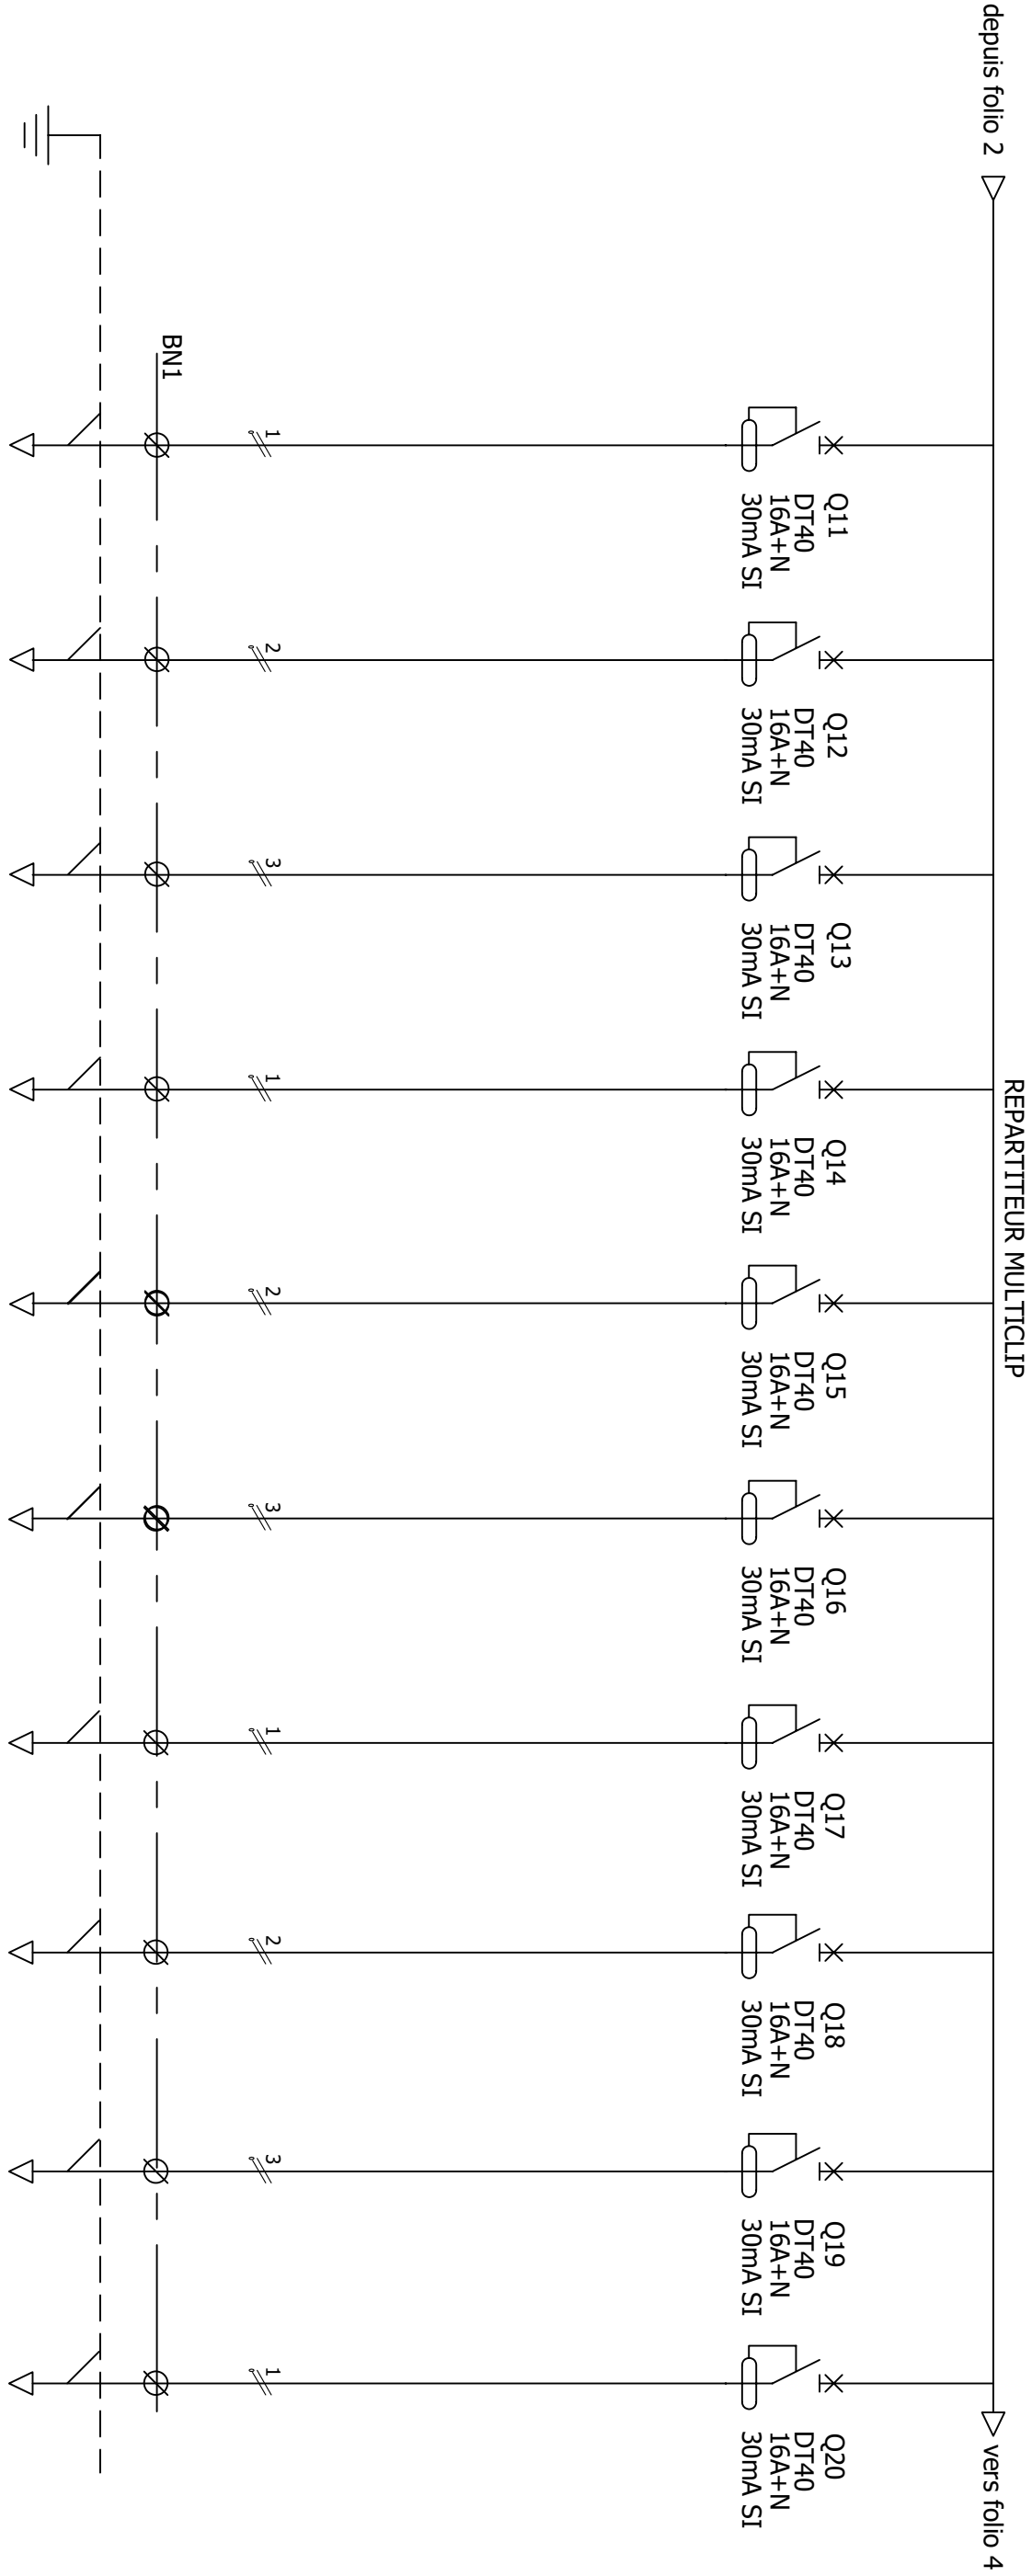 depuis folio 2
REPARTITEUR MULTICLIP
vers folio 4
Q11
DT40
16A+N
30mA SI
Q12
DT40
16A+N
30mA SI
Q13
DT40
16A+N
30mA SI
Q14
DT40
16A+N
30mA SI
Q15
DT40
16A+N
30mA SI
Q16
DT40
16A+N
30mA SI
Q17
DT40
16A+N
30mA SI
Q18
DT40
16A+N
30mA SI
Q19
DT40
16A+N
30mA SI
Q20
DT40
16A+N
30mA SI
1
2
3
1
2
3
1
2
3
1
BN1